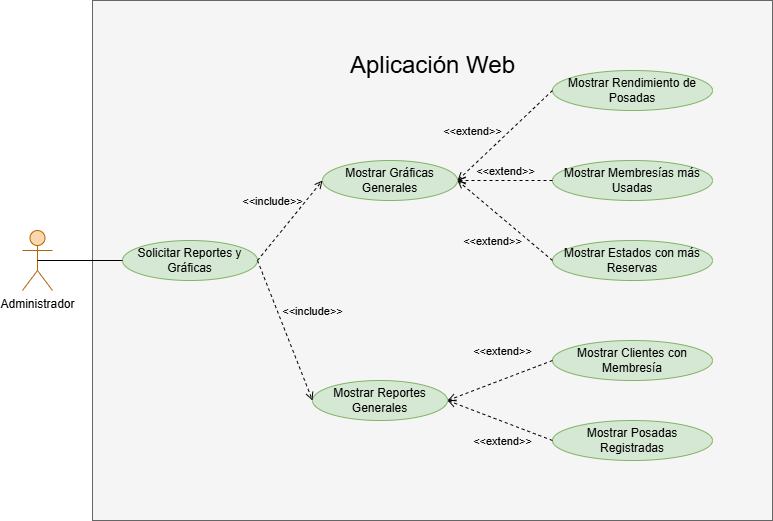 Aplicación Web
Mostrar Rendimiento de
Posadas
<<extend>>
Mostrar Gráficas
Generales
<<extend>>
Mostrar Membresías más
Usadas
<<include>>
<<extend>>
Mostrar Estados con más
Reservas
Solicitar Reportes y
Gráficas
Administrador
<<include>>
<<extend>>
Mostrar Clientes con
Membresía
Mostrar Reportes
Generales
<<extend>>
Mostrar Posadas
Registradas